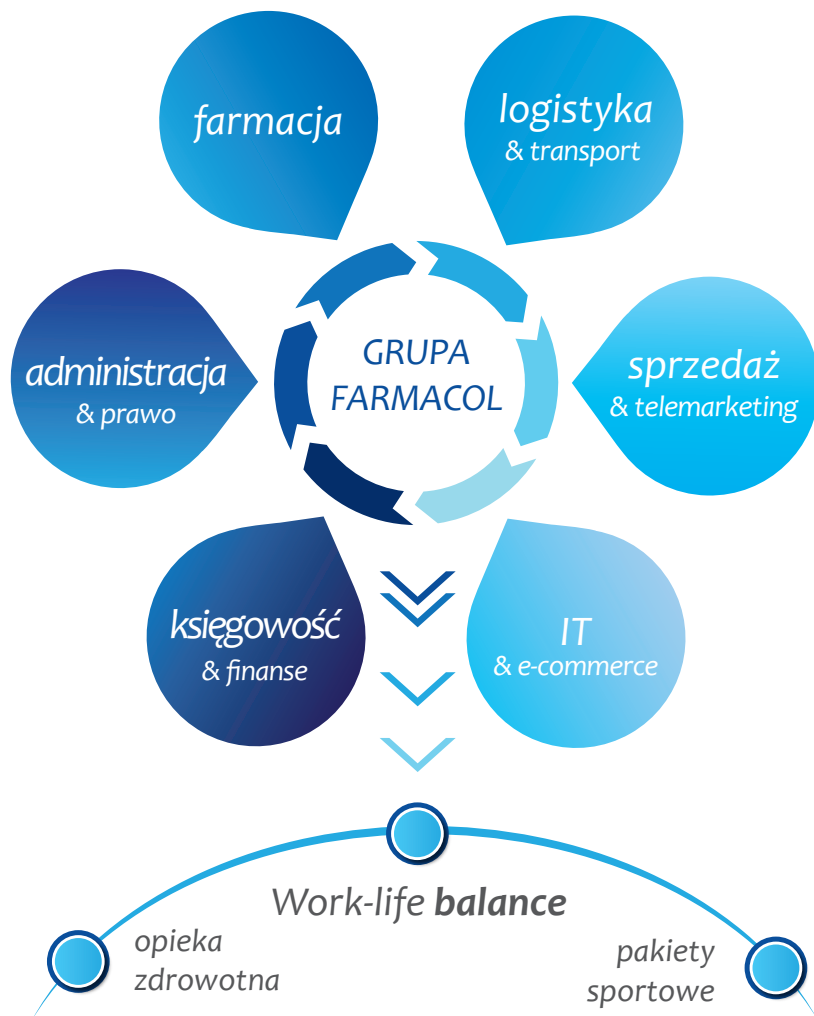 farmacja
logistyka
& transport
administracja
& prawo
GRUPA
FARMACOL
sprzedaż
& telemarketing
księgowość
& finanse
IT
& e-commerce
Work-life balance
opieka
zdrowotna
pakiety
sportowe